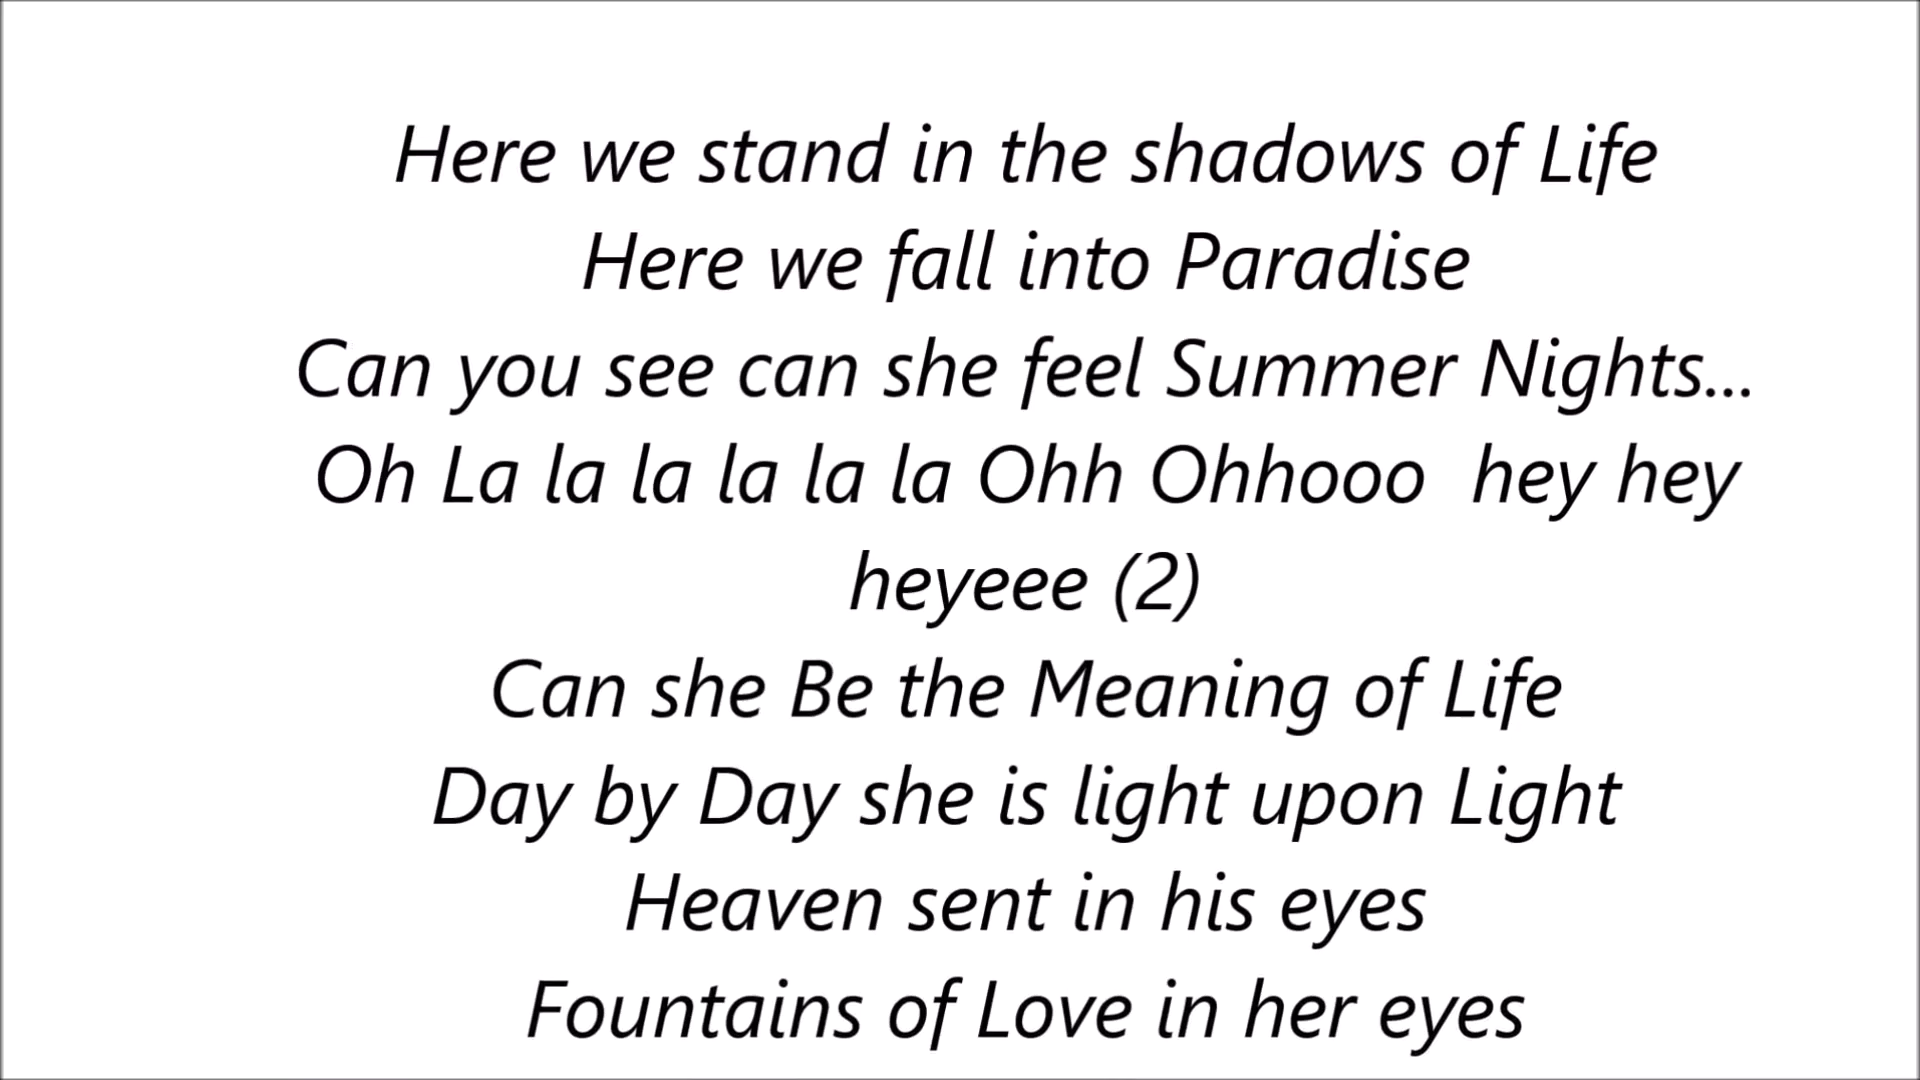 Here we stand in the shadows of Life
Here we fall into Paradise
Can you see can she feel Summer Nights...
Oh La la la la la la Ohh Ohhooo  hey hey
heyeee (2)
Can she Be the Meaning of Life
Day by Day she is light upon Light
Heaven sent in his eyes
Fountains of Love in her eyes